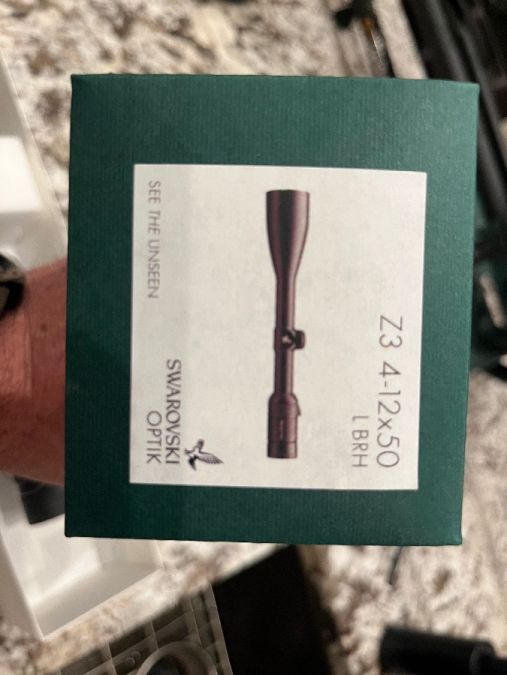 Z3 4-12x50
L BRH
SEE THE UNSEEN
SWAROVSKI
OPTIK